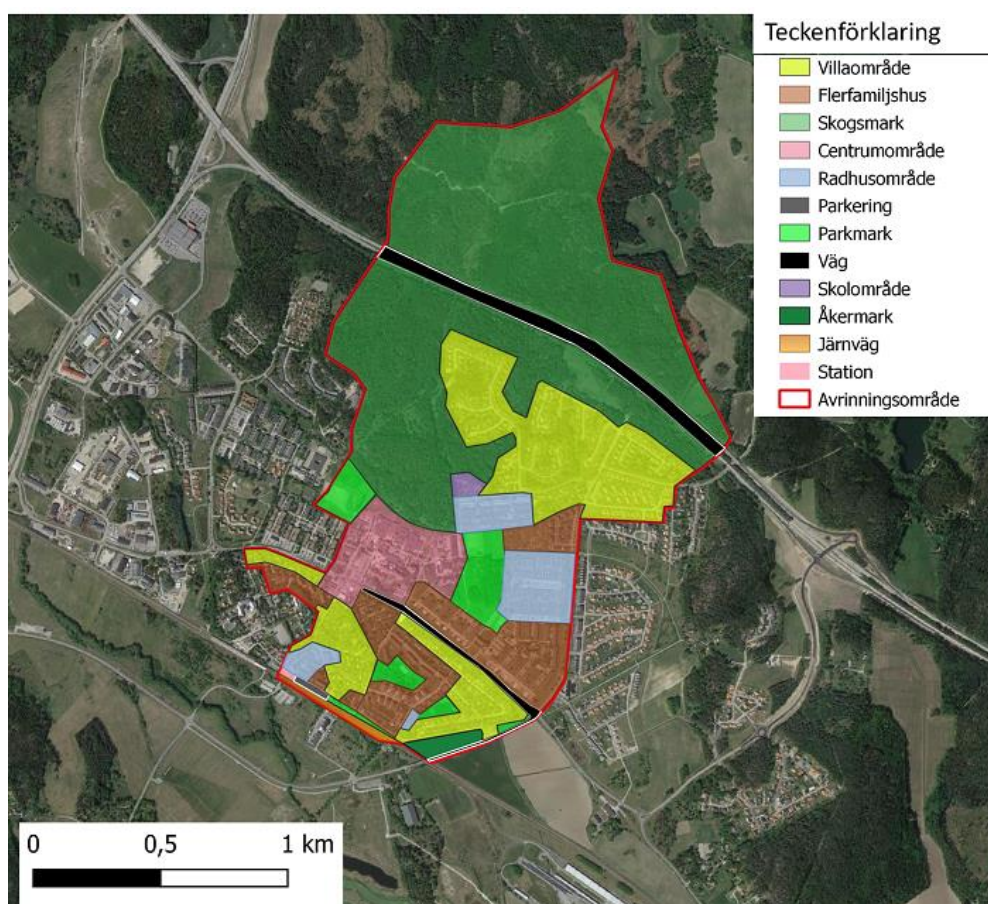 Teckenförklaring
Villaområde
Flerfamiljshus
Skogsmark
Centrumområde
Radhusområde
Parkering
Parkmark
Väg
Skolområde
Åkermark
Järnväg
Station
Avrinningsområde
0 0,5 1 km